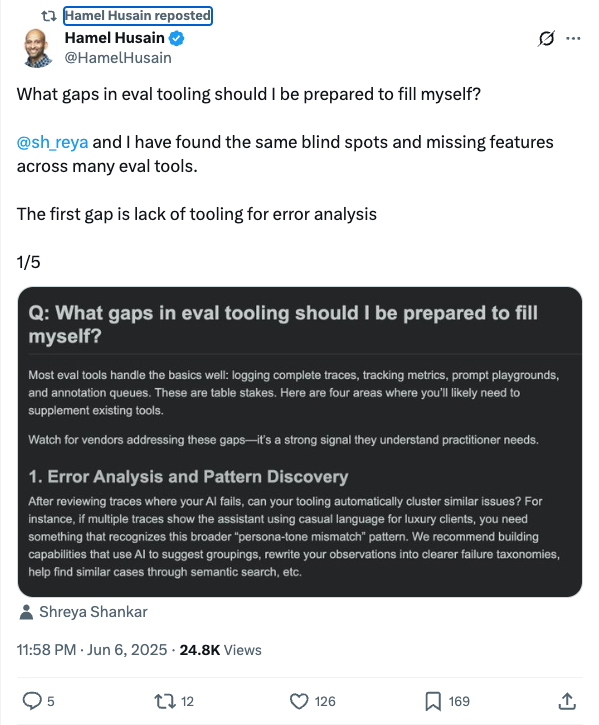 Hamel Husain reposted
Hamel Husain
@HamelHusain
What gaps in eval tooling should I be prepared to fill myself?
@sh_reya and I have found the same blind spots and missing features
across many eval tools.
The first gap is lack of tooling for error analysis
1/5
Q: What gaps in eval tooling should I be prepared to fill
myself?
Most eval tools handle the basics well: logging complete traces, tracking metrics, prompt playgrounds,
and annotation queues. These are table stakes. Here are four areas where you'll likely need to
supplement existing tools.
Watch for vendors addressing these gaps—it's a strong signal they understand practitioner needs.
1. Error Analysis and Pattern Discovery
After reviewing traces where your AI fails, can your tooling automatically cluster similar issues? For
instance, if multiple traces show the assistant using casual language for luxury clients, you need
something that recognizes this broader “persona-tone mismatch” pattern. We recommend building
capabilities that use AI to suggest groupings, rewrite your observations into clearer failure taxonomies,
help find similar cases through semantic search, etc.
Shreya Shankar
11:58 PM · Jun 6, 2025 · 24.8K Views
5 12 126 169